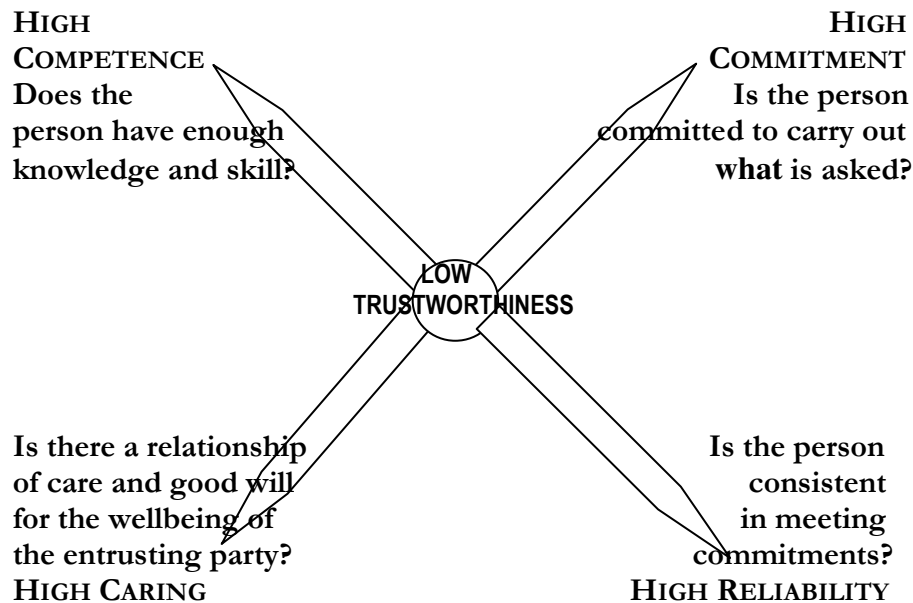 HIGH
COMPETENCE
Does the
person have enough
knowledge and skill?
HIGH
COMMITMENT
Is the person
committed to carry out
what is asked?
LOW
TRUSTWORTHINESS
Is there a relationship
of care and good will
for the wellbeing of
the entrusting party?
HIGH CARING
Is the person
consistent
in meeting
commitments?
HIGH RELIABILITY